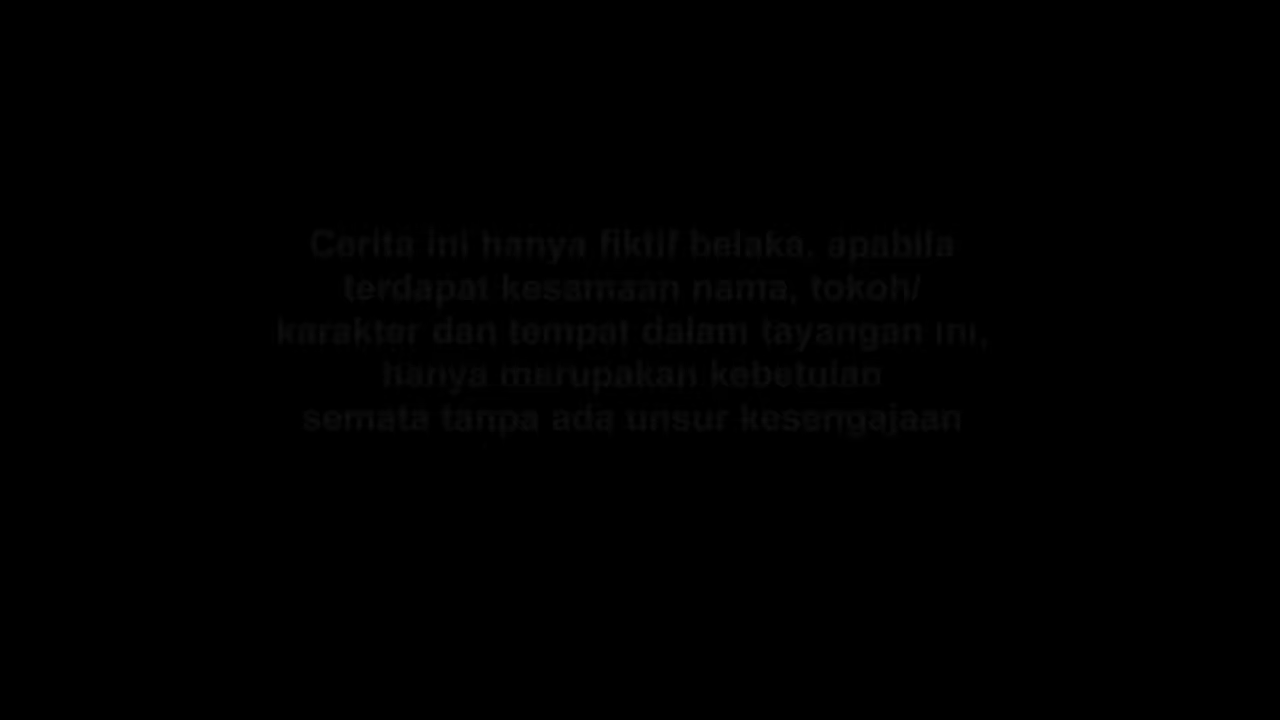 Cerita ini hanya fiktif belaka, apabila
terdapat kesamaan nama, tokoh/
karakter dan tempat dalam tayangan ini,
hanya marupakan kebetulan
semata tanpa ada unsur kesengajaan